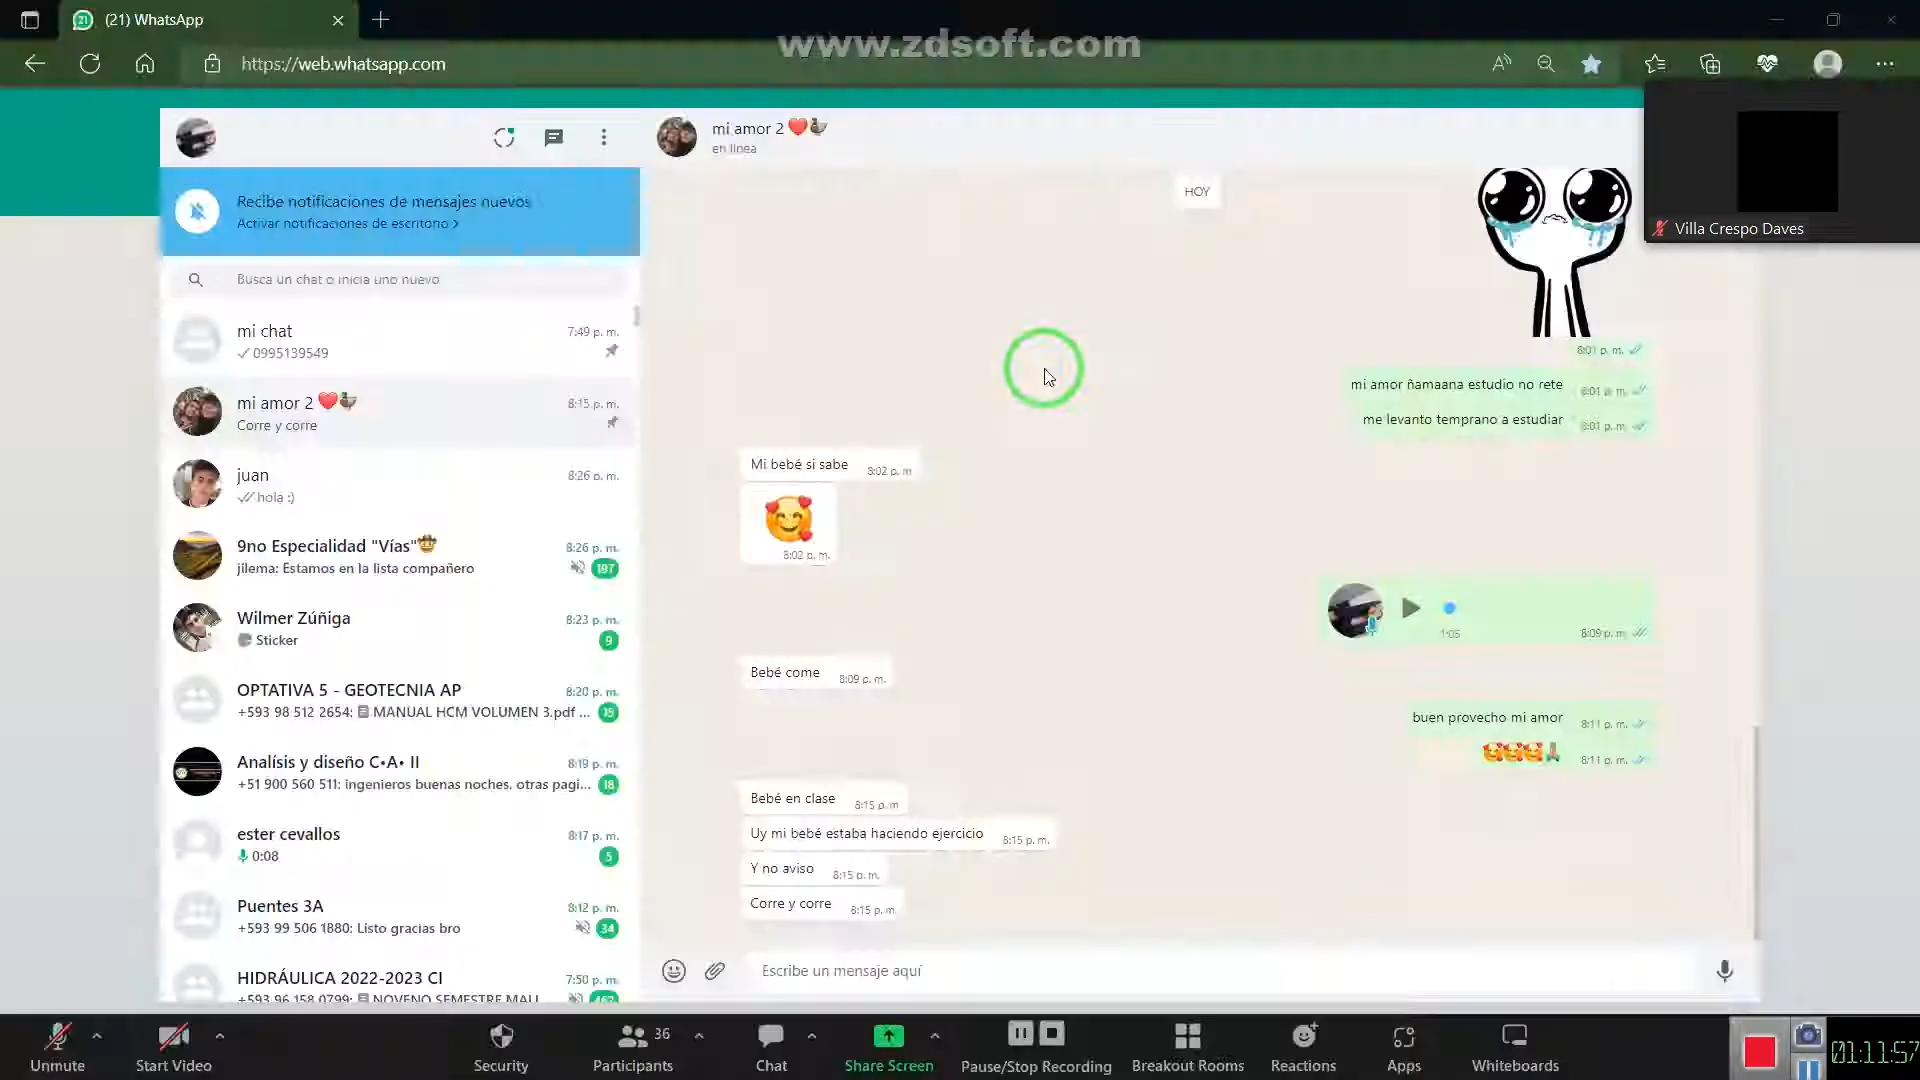 (21) WhatsApp
www.zdsoft.com
https://web.whatsapp.com
mi amor 2 ❤️🦆
en línea
Villa Crespo Daves
Recibe notificaciones de mensajes nuevos
Activar notificaciones de escritorio >
Busca un chat o inicia uno nuevo
mi chat 7:49 p. m.
0995139549
mi amor 2 ❤️🦆 8:15 p. m.
Corre y corre
juan 8:26 p. m.
hola :)
9no Especialidad "Vías"🤠 8:26 p. m.
jilema: Estamos en la lista compañero 197
Wilmer Zúñiga 8:23 p. m.
Sticker 9
OPTATIVA 5 - GEOTECNIA AP 8:20 p. m.
+593 98 512 2654: MANUAL HCM VOLUMEN 3.pdf ... 15
Analísis y diseño C•A• II 8:19 p. m.
+51 900 560 511: ingenieros buenas noches. otras pagi... 18
ester cevallos 8:17 p. m.
0:08 5
Puentes 3A 8:12 p. m.
+593 99 506 1880: Listo gracias bro 34
HIDRÁULICA 2022-2023 CI 7:50 p. m.
+593 96 158 0799: NOVENO SEMESTRE MALL
HOY
8:01 p. m.
mi amor ñamaana estudio no rete 8:01 p. m.
me levanto temprano a estudiar 8:01 p. m.
Mi bebé si sabe 8:02 p. m.
8:02 p. m.
1:05 8:09 p. m.
Bebé come 8:09 p. m.
buen provecho mi amor 8:11 p. m.
🥰🥰🥰 8:11 p. m.
Bebé en clase 8:15 p. m.
Uy mi bebé estaba haciendo ejercicio 8:15 p. m.
Y no aviso 8:15 p. m.
Corre y corre 8:15 p. m.
Escribe un mensaje aquí
Unmute
Start Video
Security
Participants 36
Chat
Share Screen
Pause/Stop Recording
Breakout Rooms
Reactions
Apps
Whiteboards
01:11:57